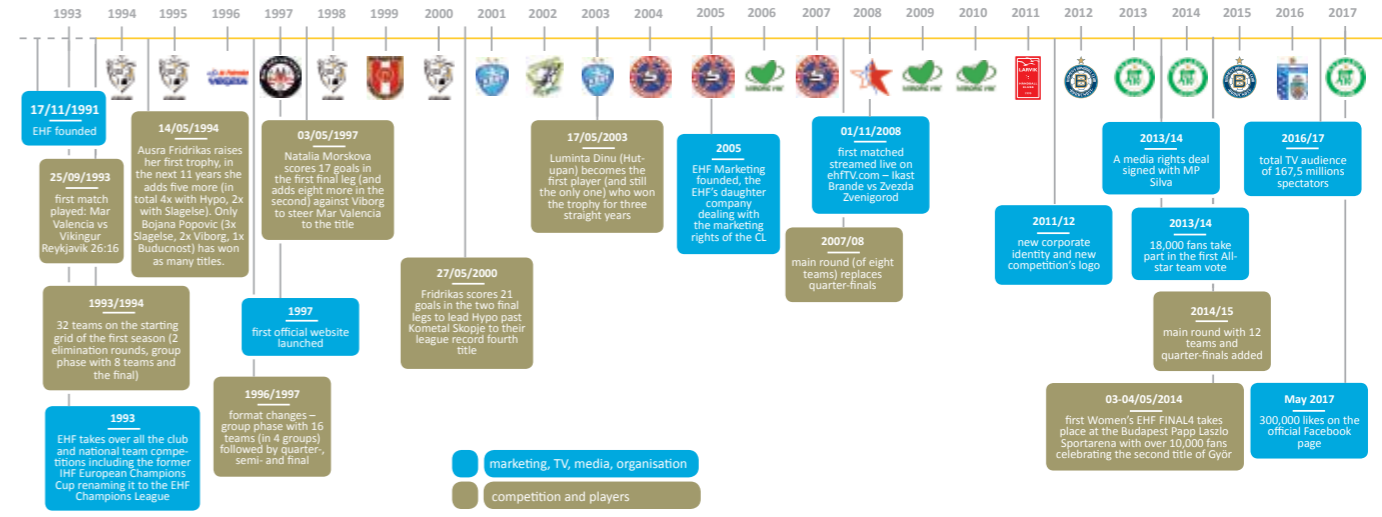 1993 1994 1995 1996 1997 1998 1999 2000 2001 2002 2003 2004 2005 2006 2007 2008 2009 2010 2011 2012 2013 2014 2015 2016 2017
LARVIK
17/11/1991
EHF founded
25/09/1993
first match
played: Mar
Valencia vs
Vikingur
Reykjavik 26:16
1993/1994
32 teams on the starting
grid of the first season (2
elimination rounds, group
phase with 8 teams and
the final)
1993
EHF takes over all the club
and national team compe-
titions including the former
IHF European Champions
Cup renaming it to the EHF
Champions League
14/05/1994
Ausra Fridrikas raises
her first trophy, in
the next 11 years she
adds five more (in
total 4x with Hypo, 2x
with Slagelse). Only
Bojana Popovic (3x
Slagelse, 2x Viborg, 1x
Buducnost) has won
as many titles.
03/05/1997
Natalia Morskova
scores 17 goals in
the first final leg (and
adds eight more in the
second) against Viborg
to steer Mar Valencia
to the title
1997
first official website
launched
1996/1997
format changes –
group phase with 16
teams (in 4 groups)
followed by quarter-,
semi- and final
27/05/2000
Fridrikas scores 21
goals in the two final
legs to lead Hypo past
Kometal Skopje to their
league record fourth
title
17/05/2003
Luminta Dinu (Hut-
upan) becomes the
first player (and still
the only one) who won
the trophy for three
straight years
2005
EHF Marketing
founded, the
EHF's daughter
company
dealing with
the marketing
rights of the CL
01/11/2008
first matched
streamed live on
ehfTV.com – Ikast
Brande vs Zvezda
Zvenigorod
2007/08
main round (of eight
teams) replaces
quarter-finals
2011/12
new corporate
identity and new
competition's logo
2013/14
A media rights deal
signed with MP
Silva
2013/14
18,000 fans take
part in the first All-
star team vote
2014/15
main round with 12
teams and
quarter-finals added
03-04/05/2014
first Women's EHF FINAL4 takes
place at the Budapest Papp Laszlo
Sportarena with over 10,000 fans
celebrating the second title of Györ
2016/17
total TV audience
of 167,5 millions
spectators
May 2017
300,000 likes on the
official Facebook
page
marketing, TV, media, organisation
competition and players